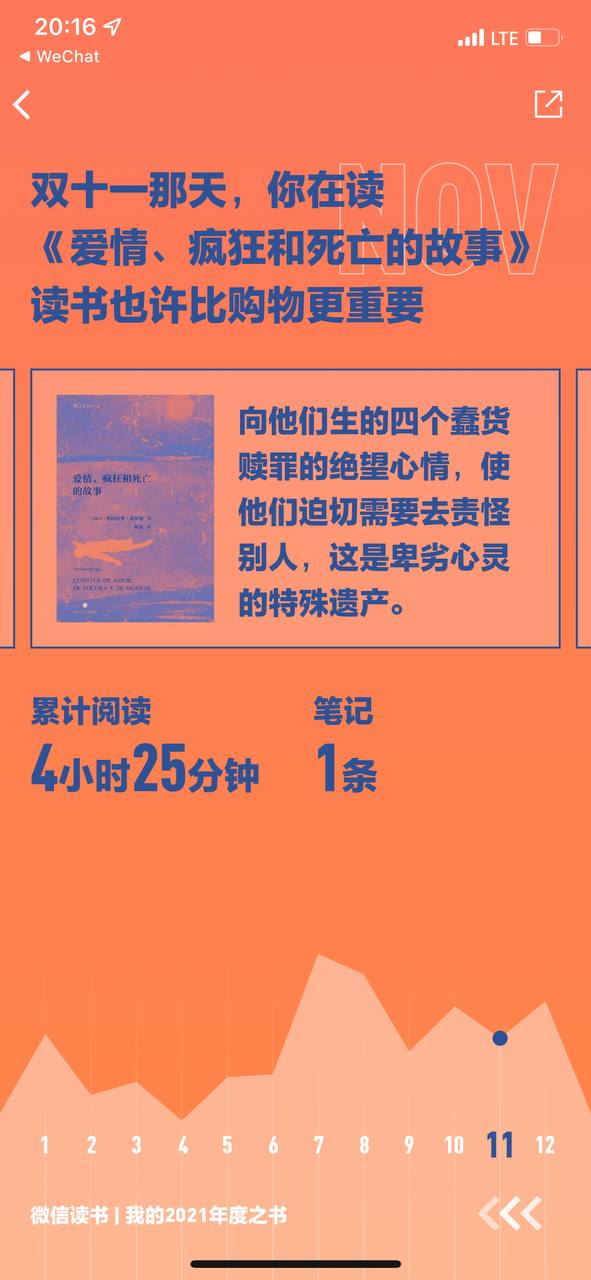 20:16
LTE
◀ WeChat
NOV
双十一那天，你在读
《爱情、疯狂和死亡的故事》
读书也许比购物更重要
爱情、疯狂和死亡
的故事
CUENTOS DE AMOR,
DE LOCURA Y DE MUERTE
向他们生的四个蠢货
赎罪的绝望心情，使
他们迫切需要去责怪
别人，这是卑劣心灵
的特殊遗产。
累计阅读
4小时25分钟
笔记
1条
1 2 3 4 5 6 7 8 9 10 11 12
微信读书 | 我的2021年度之书